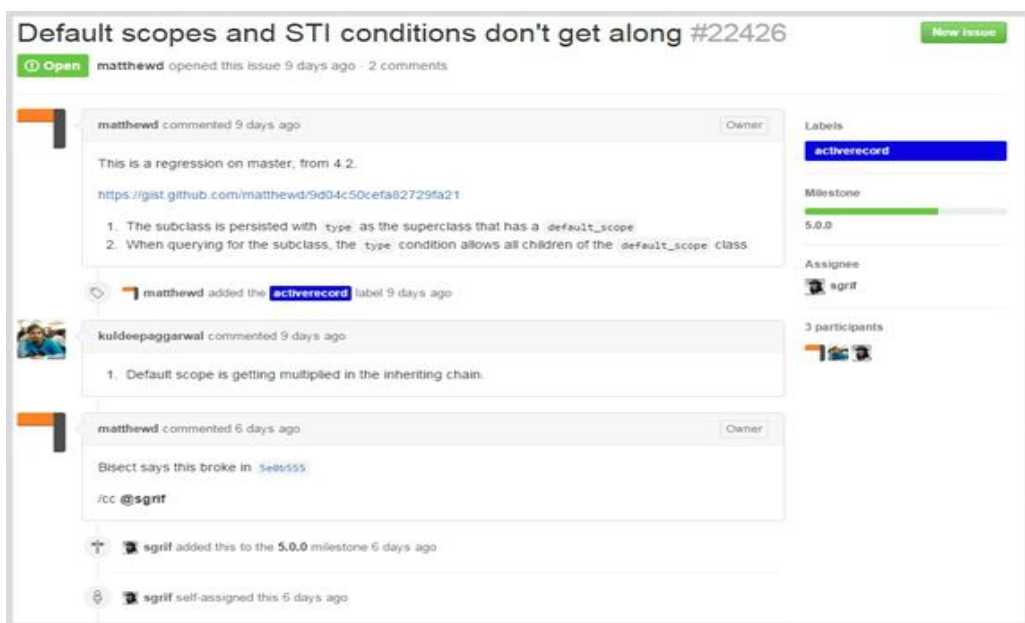 Default scopes and STI conditions don't get along #22426
New issue
Open matthewd opened this issue 9 days ago · 2 comments
matthewd commented 9 days ago
Owner
This is a regression on master, from 4.2.
https://gist.github.com/matthewd/9d04c50cefa82729fa21
1. The subclass is persisted with type as the superclass that has a default_scope
2. When querying for the subclass, the type condition allows all children of the default_scope class
matthewd added the activerecord label 9 days ago
kuldeepaggarwal commented 9 days ago
1. Default scope is getting multiplied in the inheriting chain.
matthewd commented 6 days ago
Owner
Bisect says this broke in 5e0b555
/cc @sgrif
sgrif added this to the 5.0.0 milestone 6 days ago
sgrif self-assigned this 6 days ago
Labels
activerecord
Milestone
5.0.0
Assignee
sgrif
3 participants